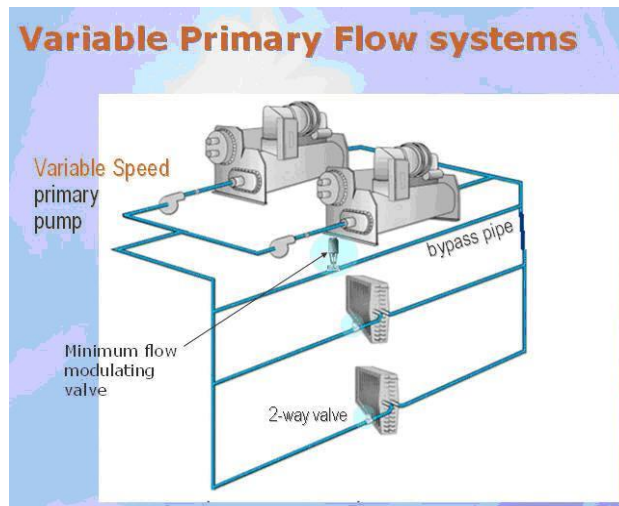 Variable Primary Flow systems
Variable Speed
primary
pump
bypass pipe
Minimum flow
modulating
valve
2-way valve